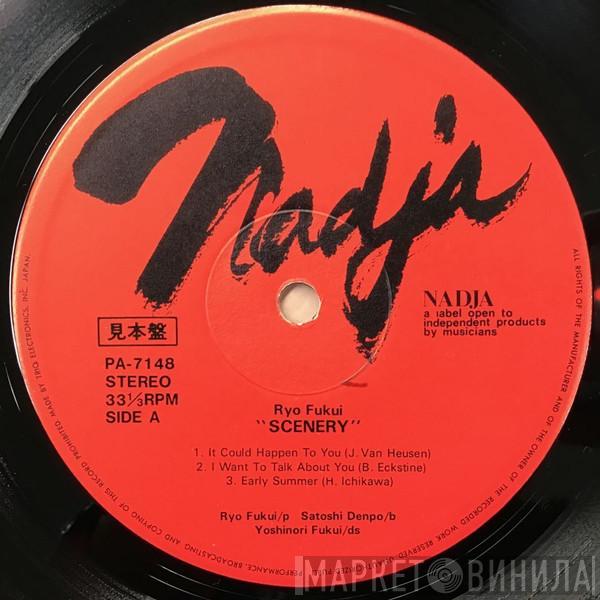 Nadja
NADJA
a label open to
independent products
by musicians
見本盤
PA-7148
STEREO
33⅓RPM
SIDE A
Ryo Fukui
"SCENERY"
1. It Could Happen To You (J. Van Heusen)
2. I Want To Talk About You (B. Eckstine)
3. Early Summer (H. Ichikawa)
Ryo Fukui/p Satoshi Denpo/b
Yoshinori Fukui/ds
ALL RIGHTS OF THE MANUFACTURER AND OF THE OWNER OF THE RECORDED WORK RESERVED. UNAUTHORIZED PUBLIC PERFORMANCE, BROADCASTING AND COPYING OF THIS RECORD PROHIBITED. MADE BY TRIO ELECTRONICS, INC. JAPAN.
МАРКЕТ ВИНИЛА